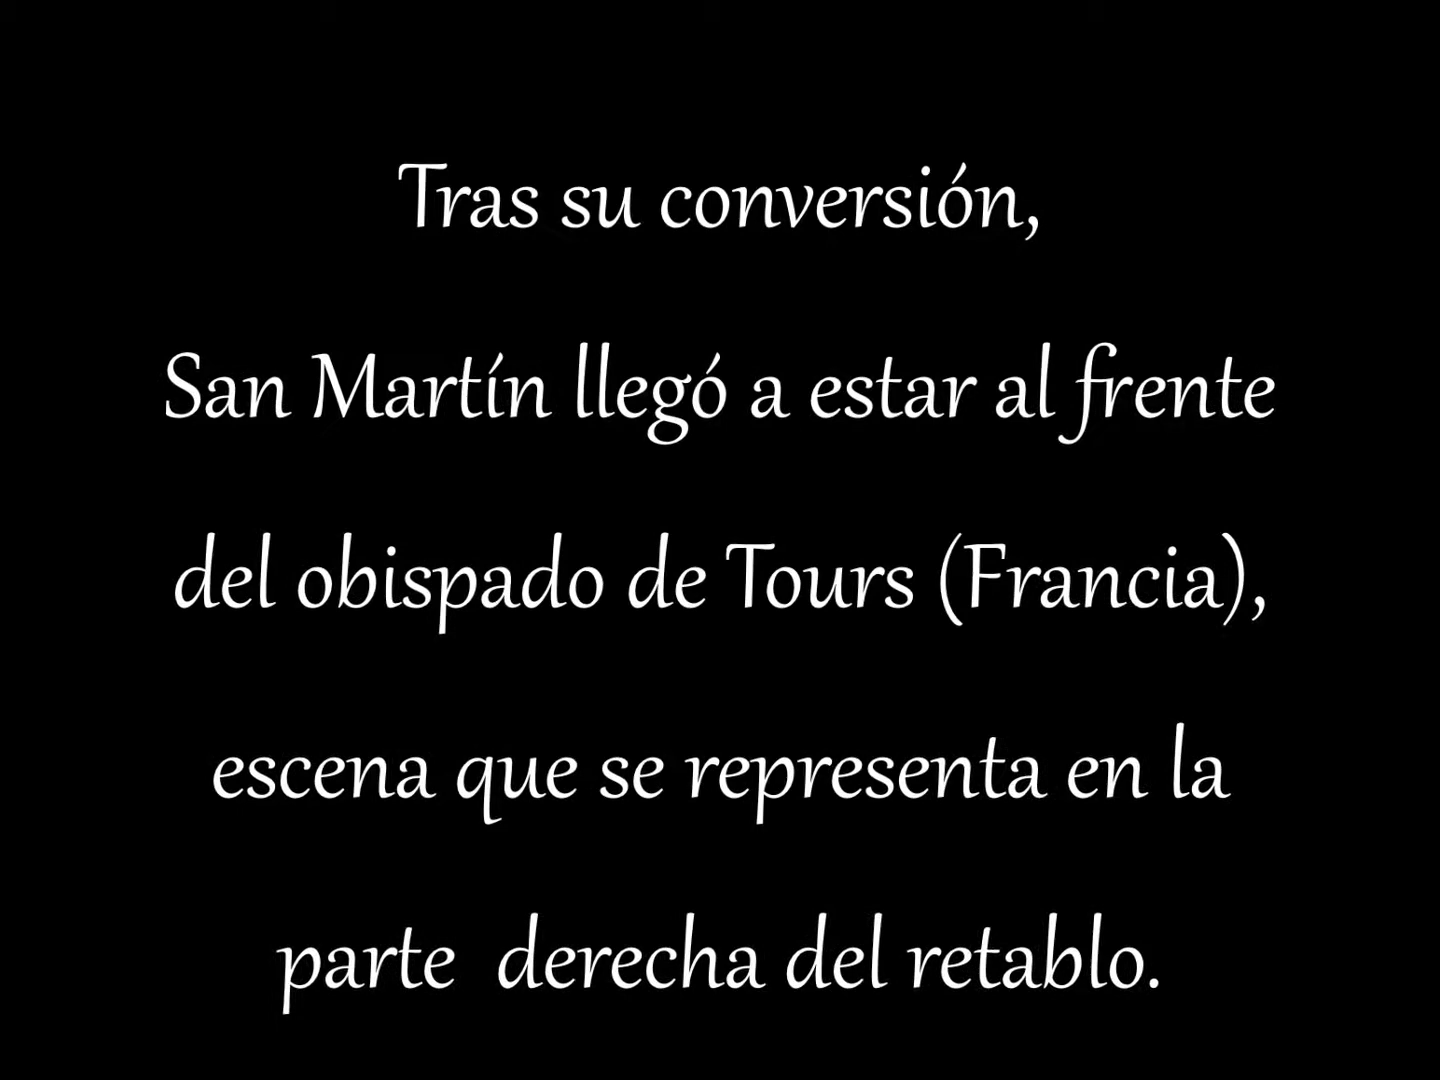 Tras su conversión,
San Martín llegó a estar al frente
del obispado de Tours (Francia),
escena que se representa en la
parte  derecha del retablo.